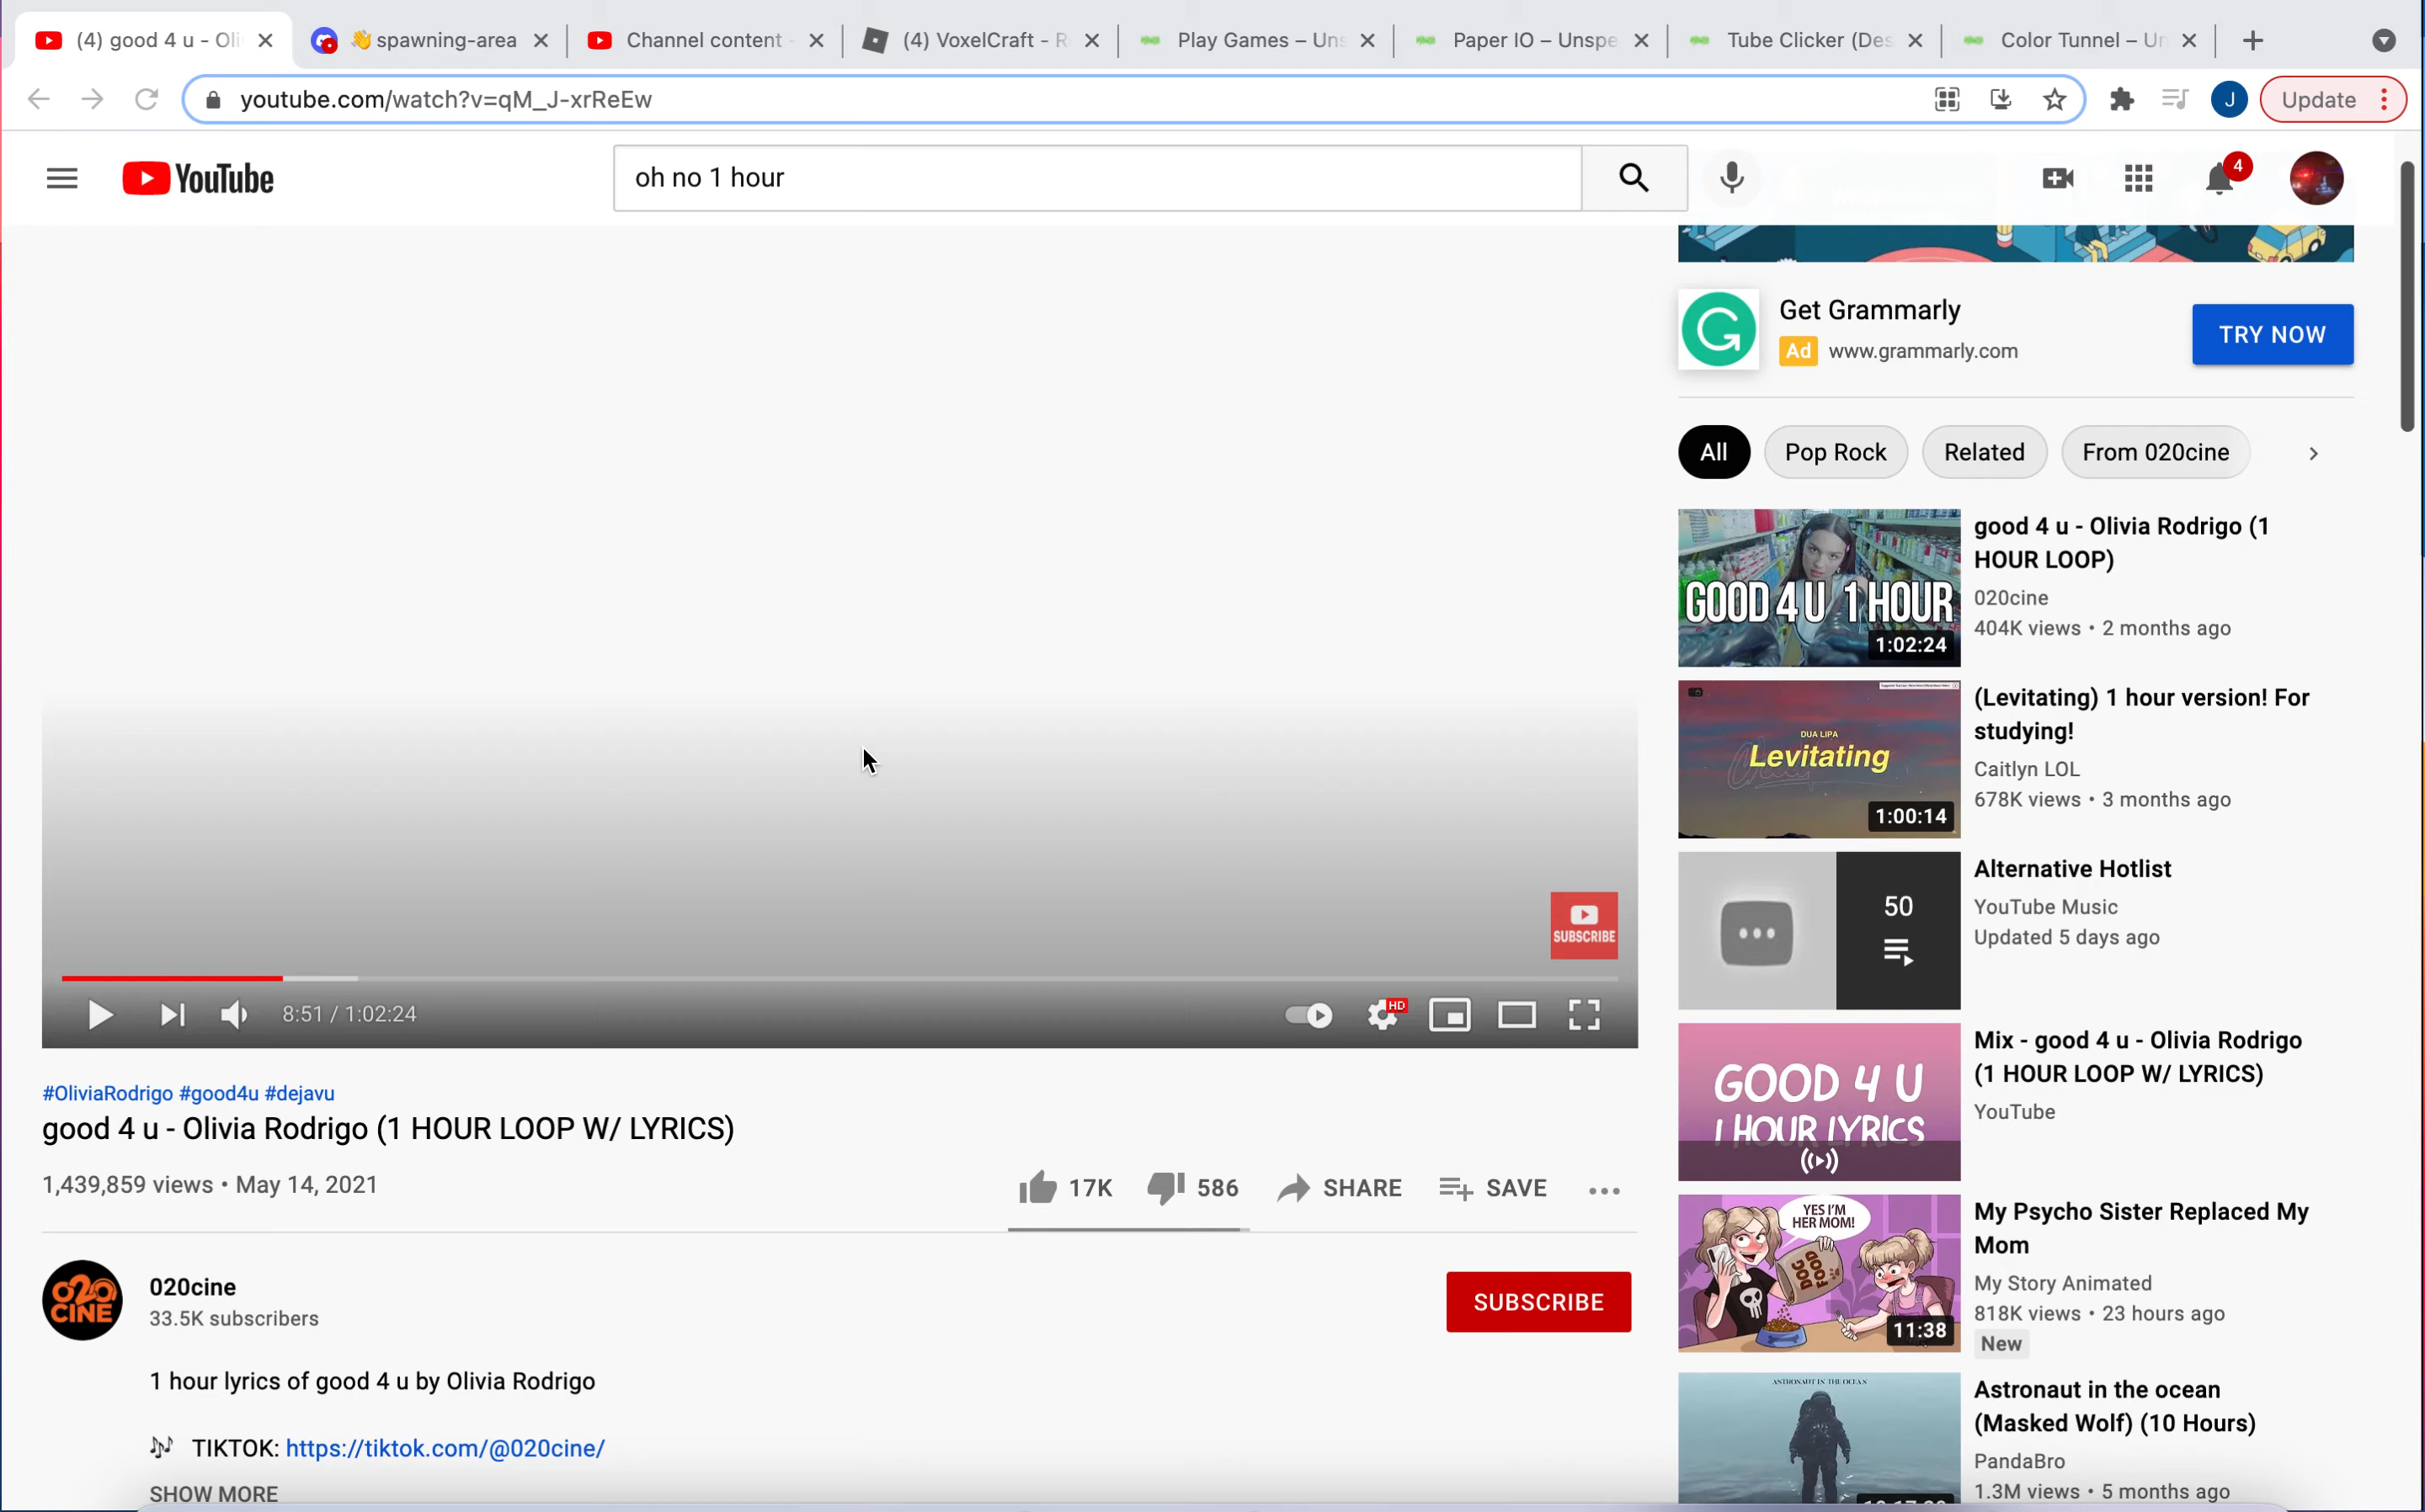 (4) good 4 u - Oli
👋 spawning-area
Channel content -
(4) VoxelCraft - R
Play Games – Uns
Paper IO – Unspe
Tube Clicker (Des
Color Tunnel – Un
youtube.com/watch?v=qM_J-xrReEw
J
Update
YouTube
oh no 1 hour
4
Get Grammarly
Ad www.grammarly.com
TRY NOW
All
Pop Rock
Related
From 020cine
GOOD 4 U 1 HOUR
1:02:24
good 4 u - Olivia Rodrigo (1
HOUR LOOP)
020cine
404K views • 2 months ago
DUA LIPA
Levitating
1:00:14
(Levitating) 1 hour version! For
studying!
Caitlyn LOL
678K views • 3 months ago
50
Alternative Hotlist
YouTube Music
Updated 5 days ago
GOOD 4 U
1 HOUR LYRICS
Mix - good 4 u - Olivia Rodrigo
(1 HOUR LOOP W/ LYRICS)
YouTube
YES I'M
HER MOM!
DOG
FOOD
11:38
My Psycho Sister Replaced My
Mom
My Story Animated
818K views • 23 hours ago
New
ASTRONAUT IN THE OCEAN
Astronaut in the ocean
(Masked Wolf) (10 Hours)
PandaBro
1.3M views • 5 months ago
SUBSCRIBE
8:51 / 1:02:24
HD
#OliviaRodrigo #good4u #dejavu
good 4 u - Olivia Rodrigo (1 HOUR LOOP W/ LYRICS)
1,439,859 views • May 14, 2021
17K
586
SHARE
SAVE
020
CINE
020cine
33.5K subscribers
SUBSCRIBE
1 hour lyrics of good 4 u by Olivia Rodrigo
TIKTOK: https://tiktok.com/@020cine/
SHOW MORE